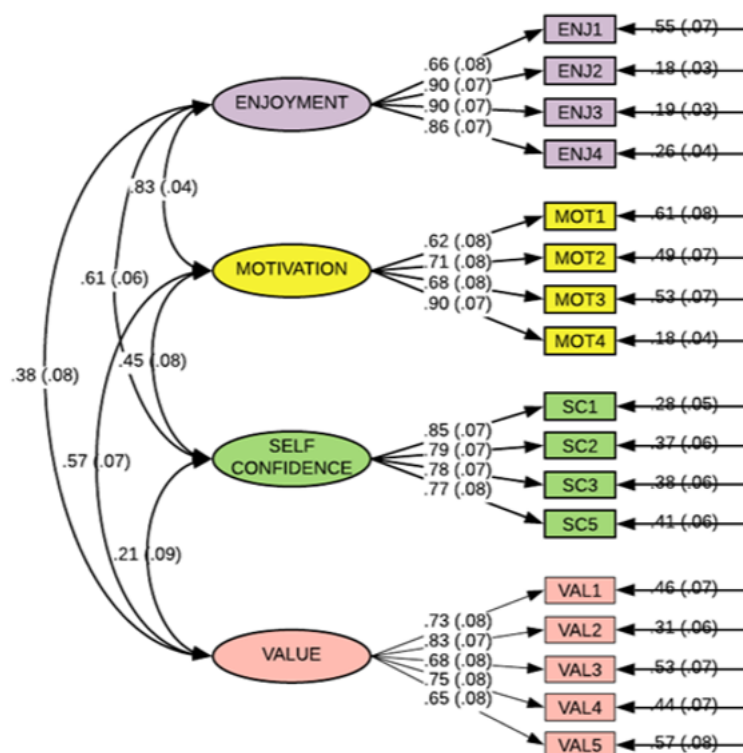 ENJOYMENT
.66 (.08)
.90 (.07)
.90 (.07)
.86 (.07)
ENJ1
.55 (.07)
ENJ2
.18 (.03)
ENJ3
.19 (.03)
ENJ4
.26 (.04)
.83 (.04)
MOTIVATION
.62 (.08)
.71 (.08)
.68 (.08)
.90 (.07)
MOT1
.61 (.08)
MOT2
.49 (.07)
MOT3
.53 (.07)
MOT4
.18 (.04)
.61 (.06)
.45 (.08)
.38 (.08)
SELF
CONFIDENCE
.85 (.07)
.79 (.07)
.78 (.07)
.77 (.08)
SC1
.28 (.05)
SC2
.37 (.06)
SC3
.38 (.06)
SC5
.41 (.06)
.57 (.07)
.21 (.09)
VALUE
.73 (.08)
.83 (.07)
.68 (.08)
.75 (.08)
.65 (.08)
VAL1
.46 (.07)
VAL2
.31 (.06)
VAL3
.53 (.07)
VAL4
.44 (.07)
VAL5
.57 (.08)